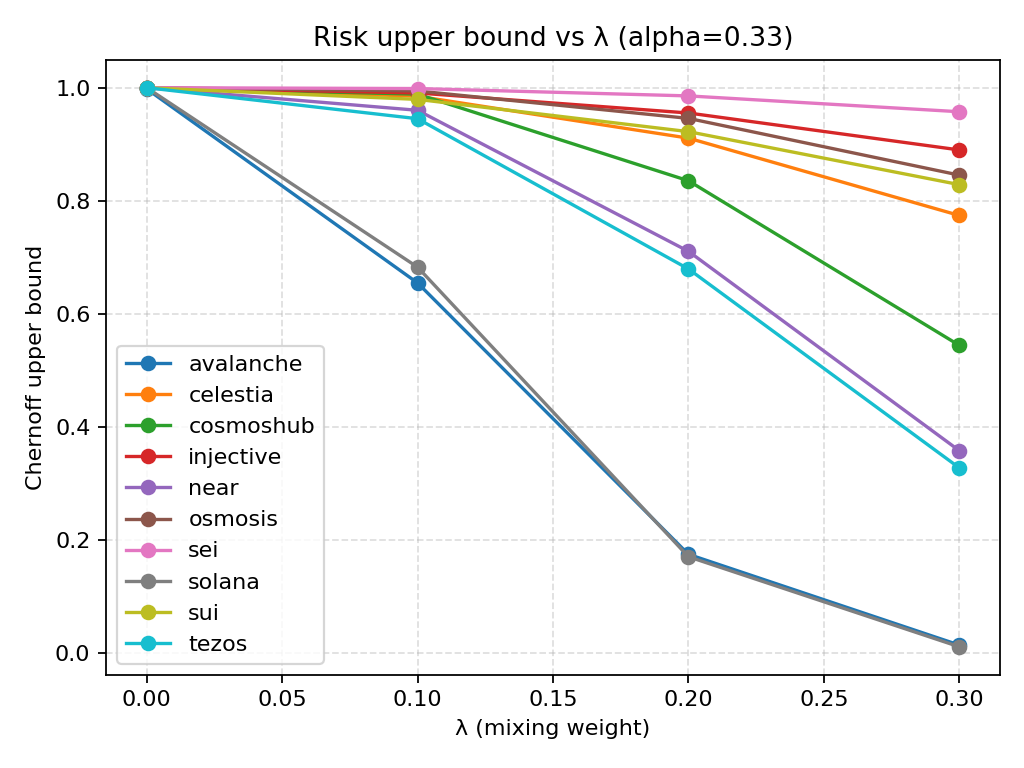 Risk upper bound vs λ (alpha=0.33)
Chernoff upper bound
1.0
0.8
0.6
0.4
0.2
0.0
avalanche
celestia
cosmoshub
injective
near
osmosis
sei
solana
sui
tezos
0.00 0.05 0.10 0.15 0.20 0.25 0.30
λ (mixing weight)